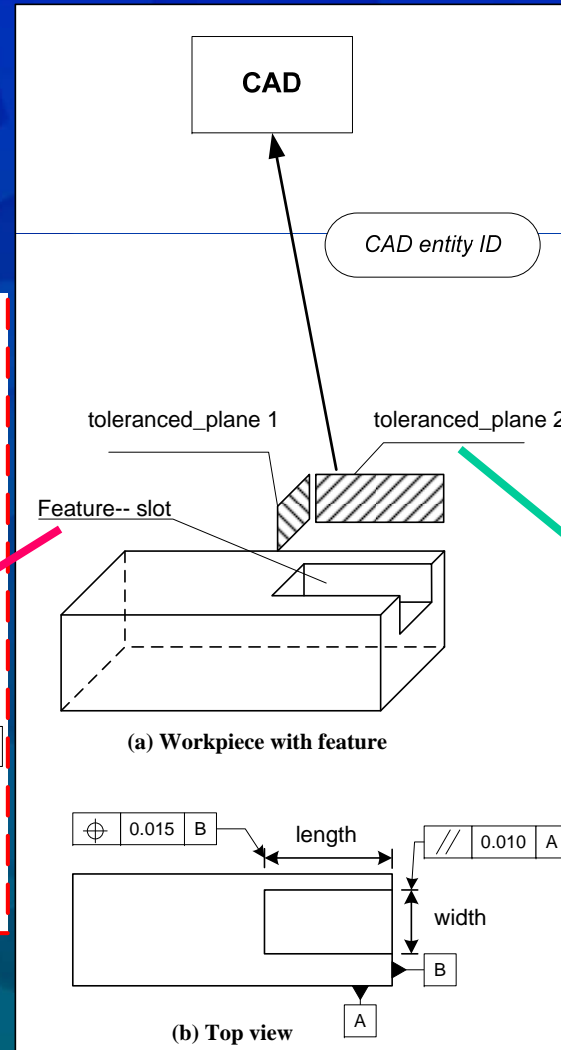 CAD
CAD entity ID
toleranced_plane 1
toleranced_plane 2
Feature-- slot
(a) Workpiece with feature
⌖ 0.015 B
length
// 0.010 A
width
B
A
(b) Top view